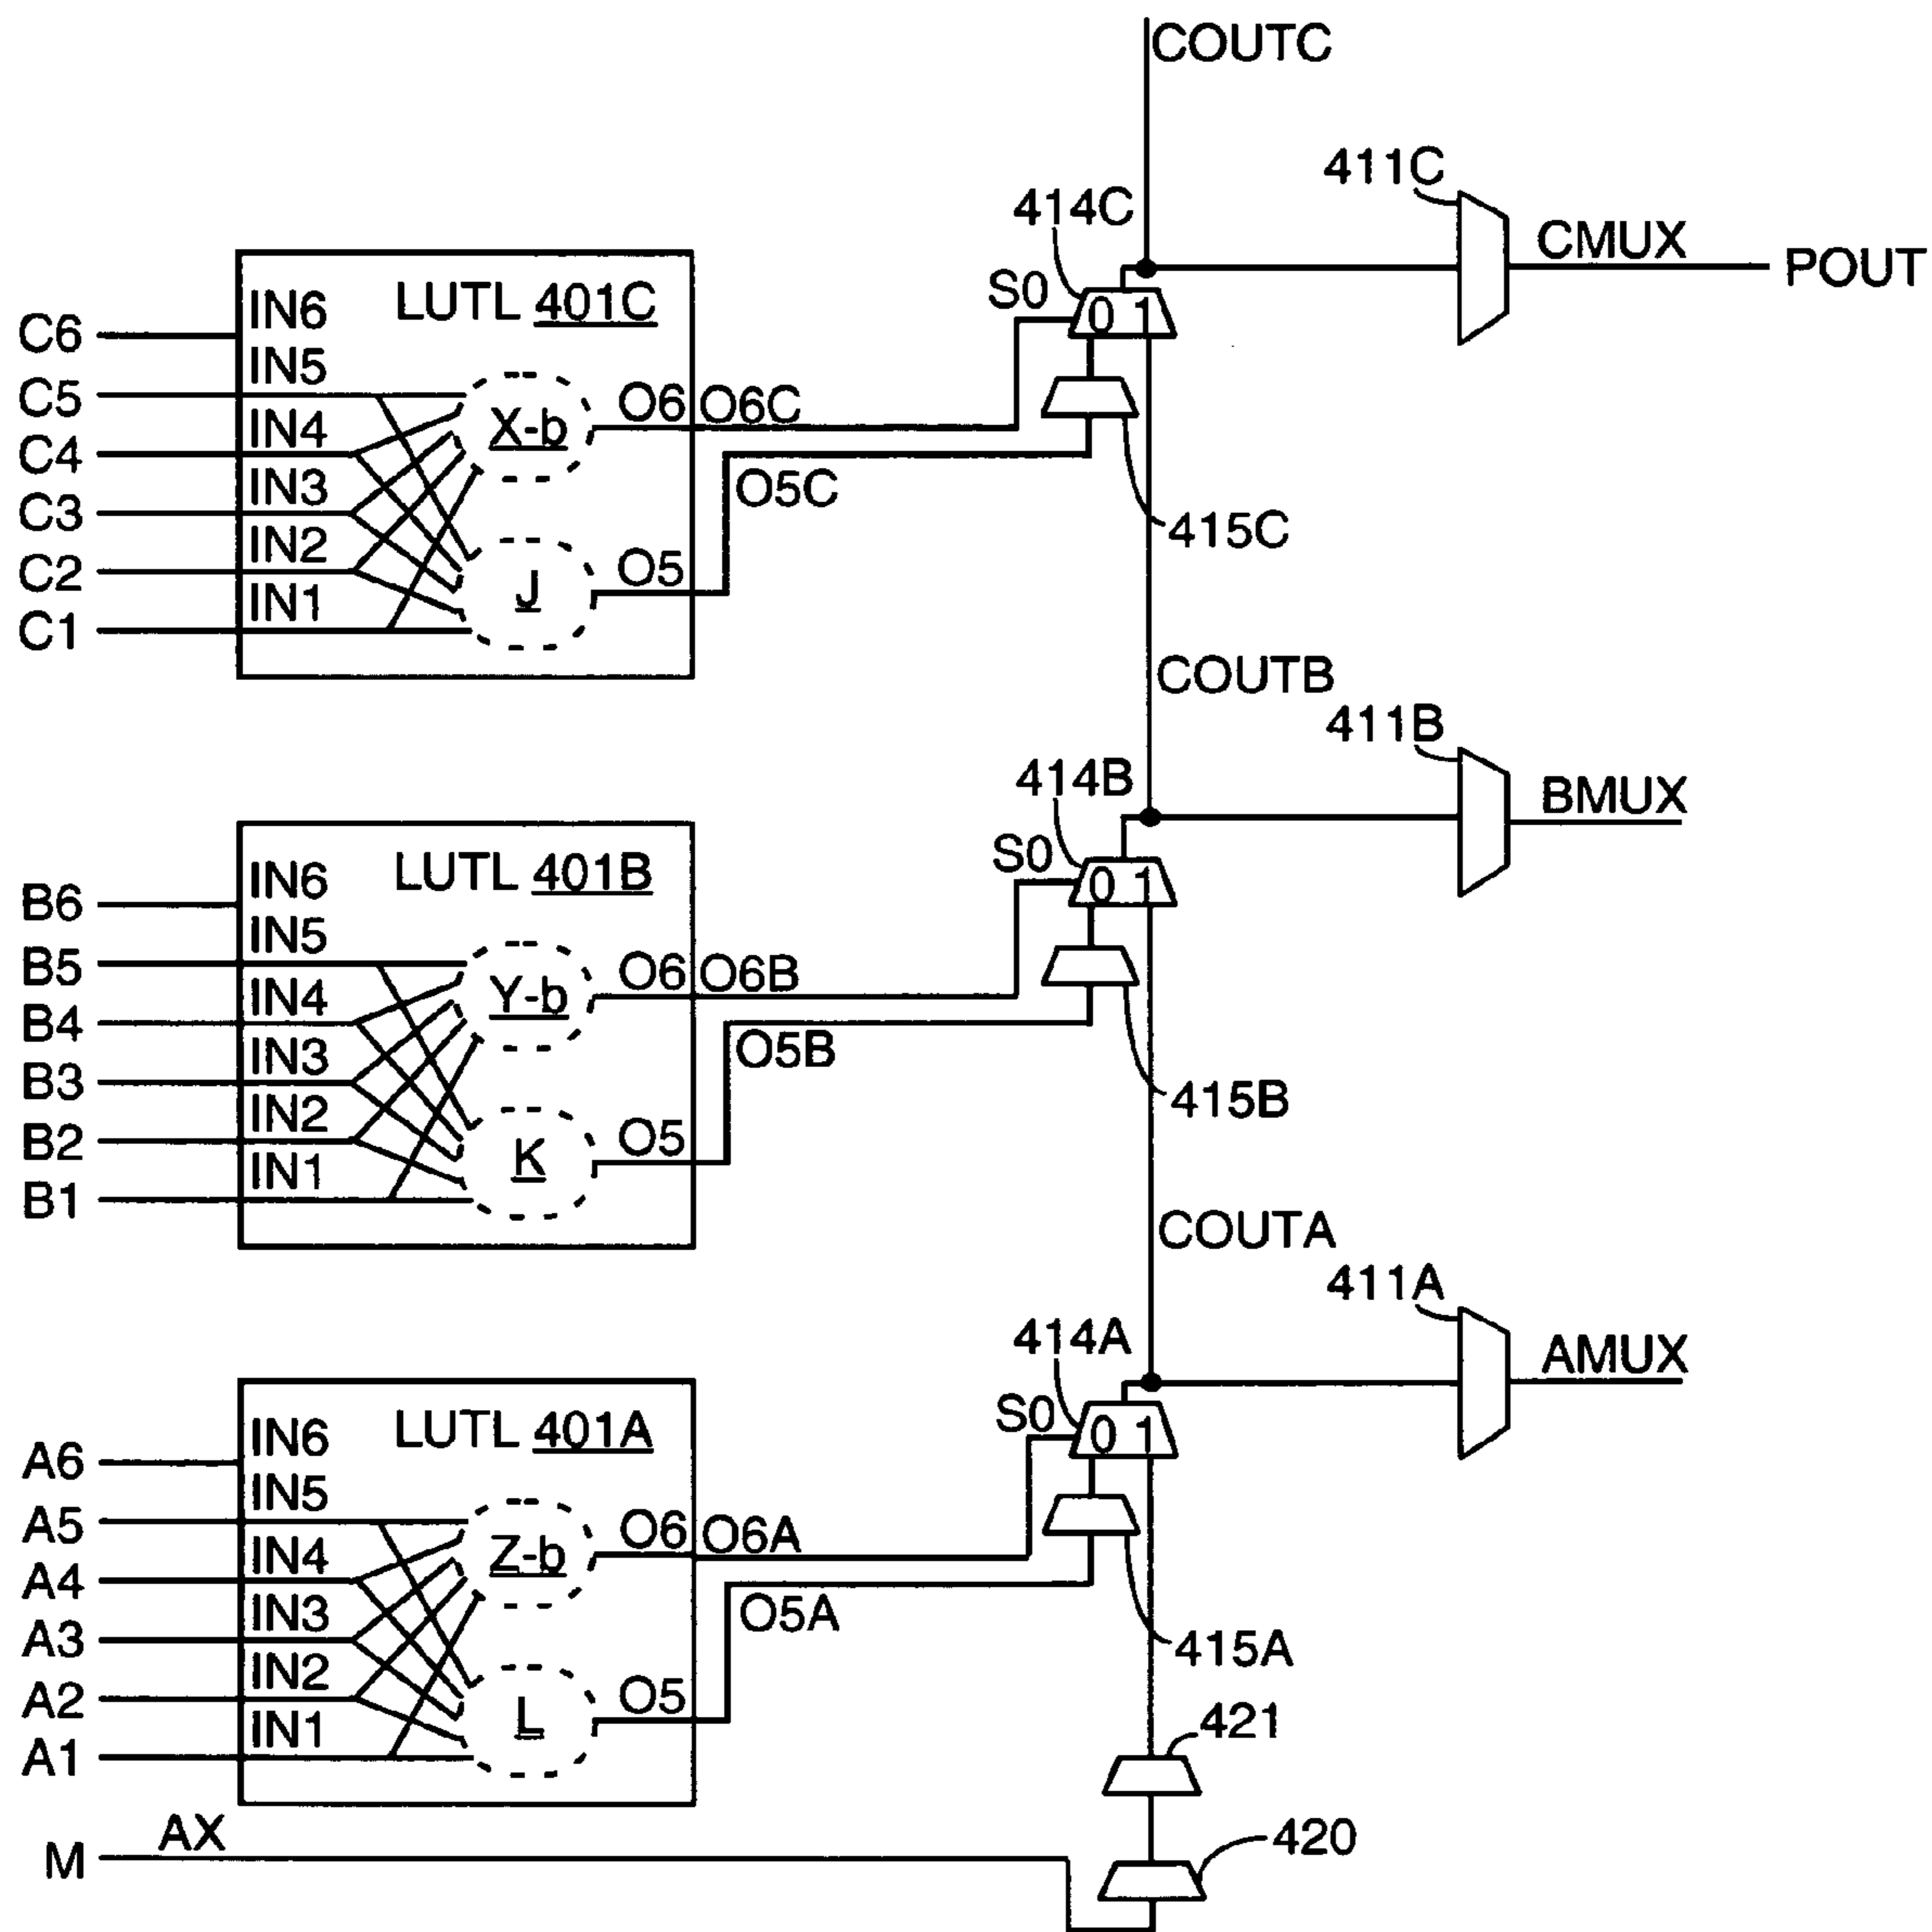 COUTC
411C
414C
CMUX
POUT
S0
0 1
LUTL 401C
C6
IN6
C5
IN5
C4
IN4
C3
IN3
C2
IN2
C1
IN1
X-b
O6
O6C
O5C
J
O5
415C
COUTB
411B
414B
BMUX
S0
0 1
LUTL 401B
B6
IN6
B5
IN5
B4
IN4
B3
IN3
B2
IN2
B1
IN1
Y-b
O6
O6B
O5B
K
O5
415B
COUTA
411A
414A
AMUX
S0
0 1
LUTL 401A
A6
IN6
A5
IN5
A4
IN4
A3
IN3
A2
IN2
A1
IN1
Z-b
O6
O6A
O5A
L
O5
415A
421
M
AX
420